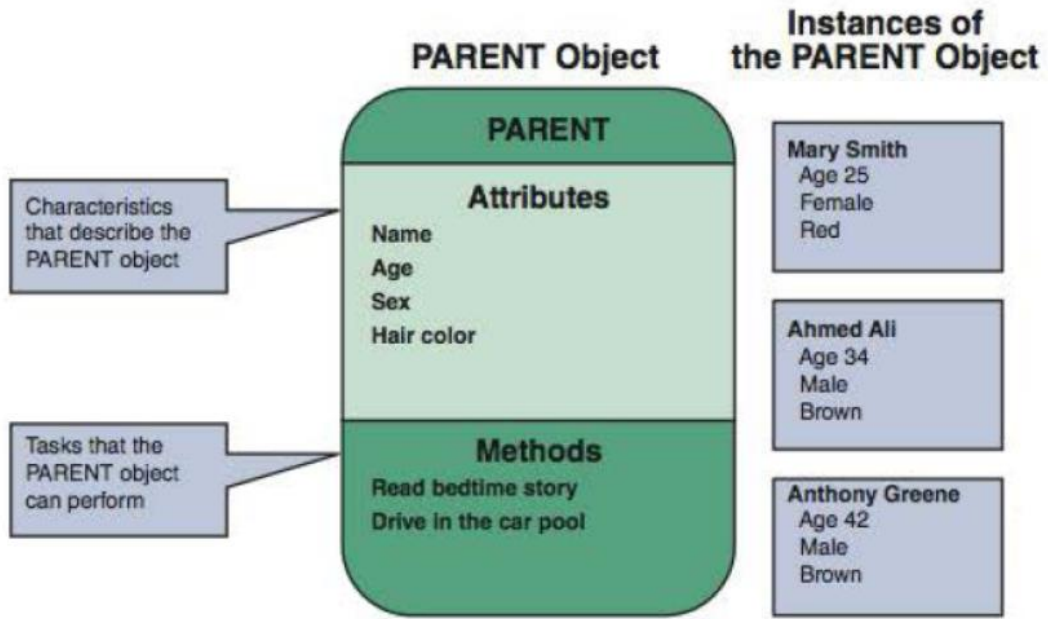 PARENT Object
Instances of
the PARENT Object
PARENT
Attributes
Name
Age
Sex
Hair color
Methods
Read bedtime story
Drive in the car pool
Characteristics
that describe the
PARENT object
Tasks that the
PARENT object
can perform
Mary Smith
Age 25
Female
Red
Ahmed Ali
Age 34
Male
Brown
Anthony Greene
Age 42
Male
Brown